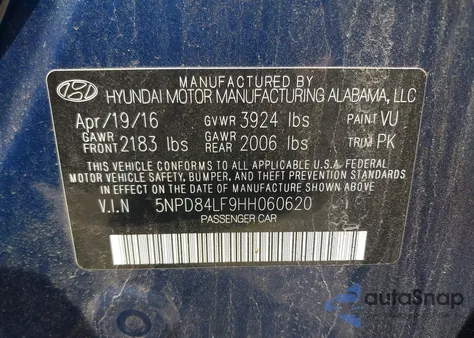 MANUFACTURED BY
HYUNDAI MOTOR MANUFACTURING ALABAMA, LLC
Apr/19/16 GVWR 3924 lbs PAINT VU
GAWR FRONT 2183 lbs GAWR REAR 2006 lbs TRIM PK
THIS VEHICLE CONFORMS TO ALL APPLICABLE U.S.A. FEDERAL
MOTOR VEHICLE SAFETY, BUMPER, AND THEFT PREVENTION STANDARDS
IN EFFECT ON THE DATE OF MANUFACTURE SHOWN ABOVE.
V.I.N 5NPD84LF9HH060620
PASSENGER CAR
autoSnap